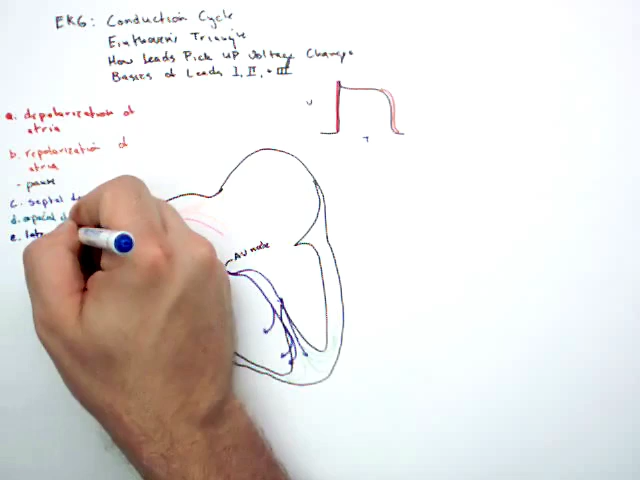 EKG: Conduction Cycle
Einthoven's Triangle
How Leads Pick UP Voltage Changes
Basics of Leads I, II, + III
V
T
a. depolarization of
atria
b. repolarization of
atria
- pause
c. septal
d. apical
e.
AV node